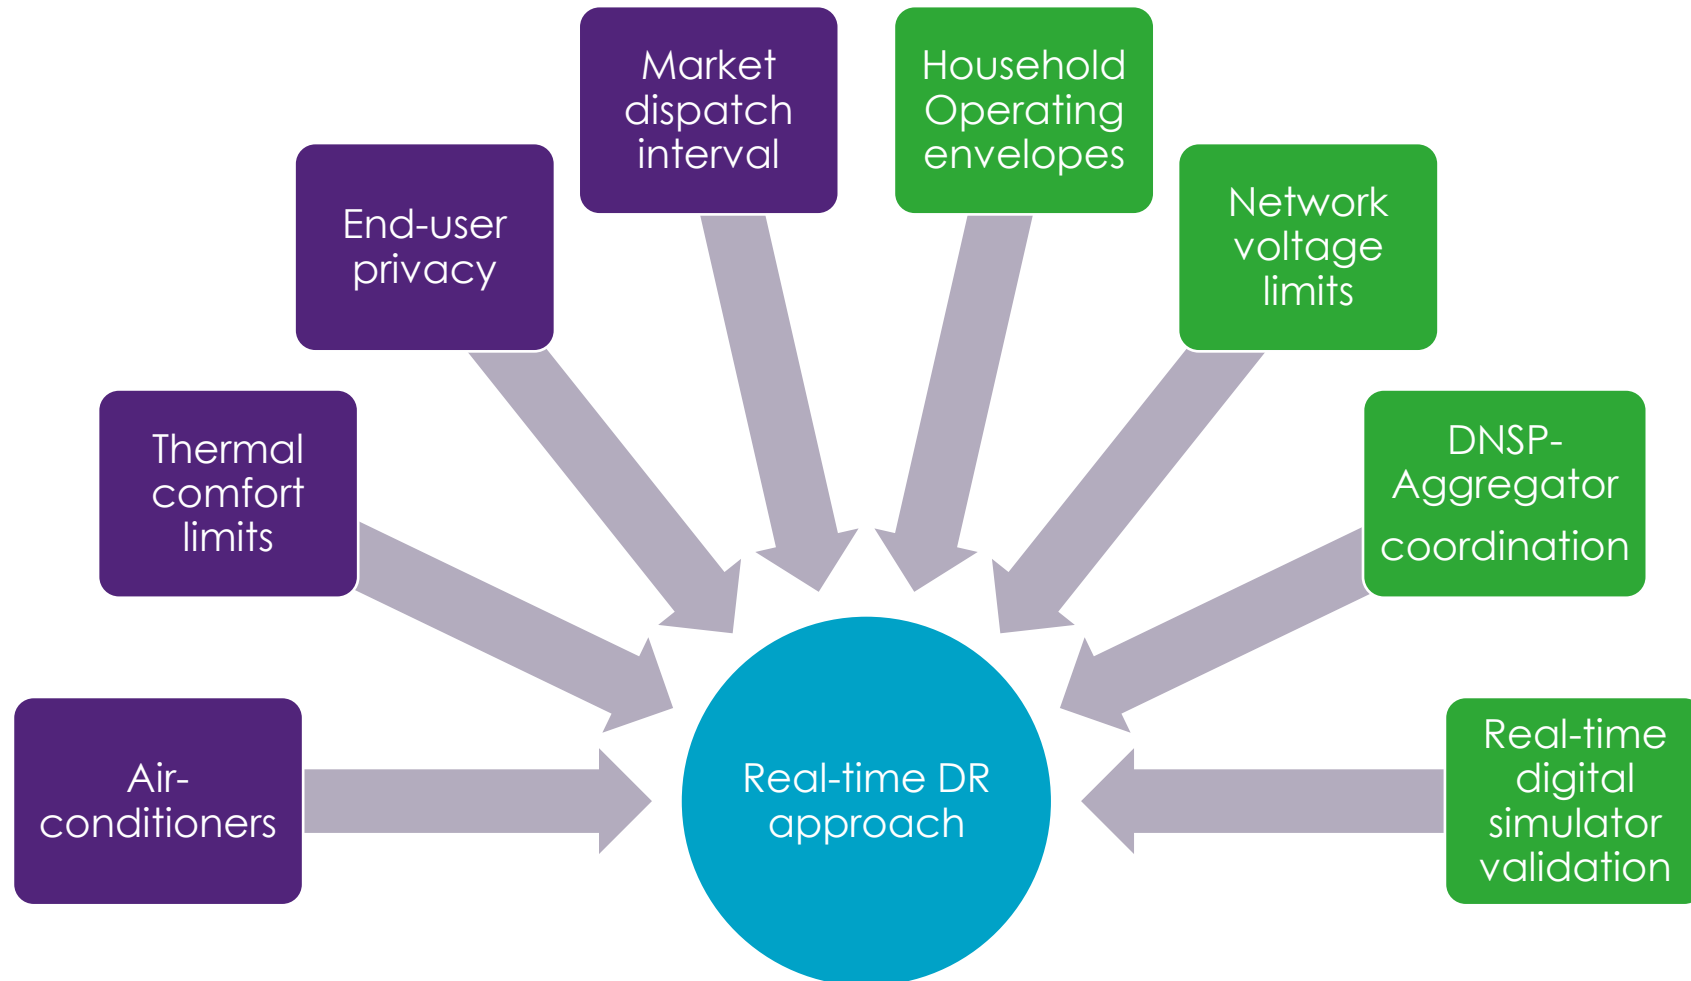 Market
dispatch
interval
Household
Operating
envelopes
End-user
privacy
Network
voltage
limits
Thermal
comfort
limits
DNSP-
Aggregator
coordination
Air-
conditioners
Real-time DR
approach
Real-time
digital
simulator
validation